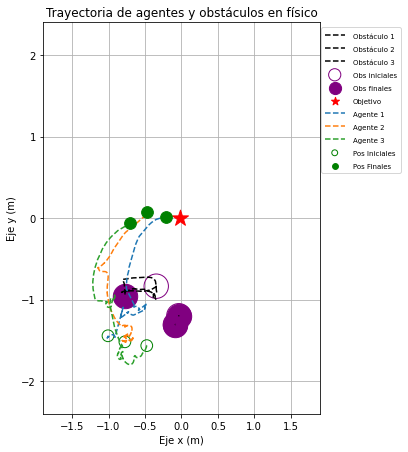 Trayectoria de agentes y obstáculos en físico
Obstáculo 1
Obstáculo 2
Obstáculo 3
Obs iniciales
Obs finales
Objetivo
Agente 1
Agente 2
Agente 3
Pos Iniciales
Pos Finales
2
1
0
−1
−2
Eje y (m)
−1.5 −1.0 −0.5 0.0 0.5 1.0 1.5
Eje x (m)